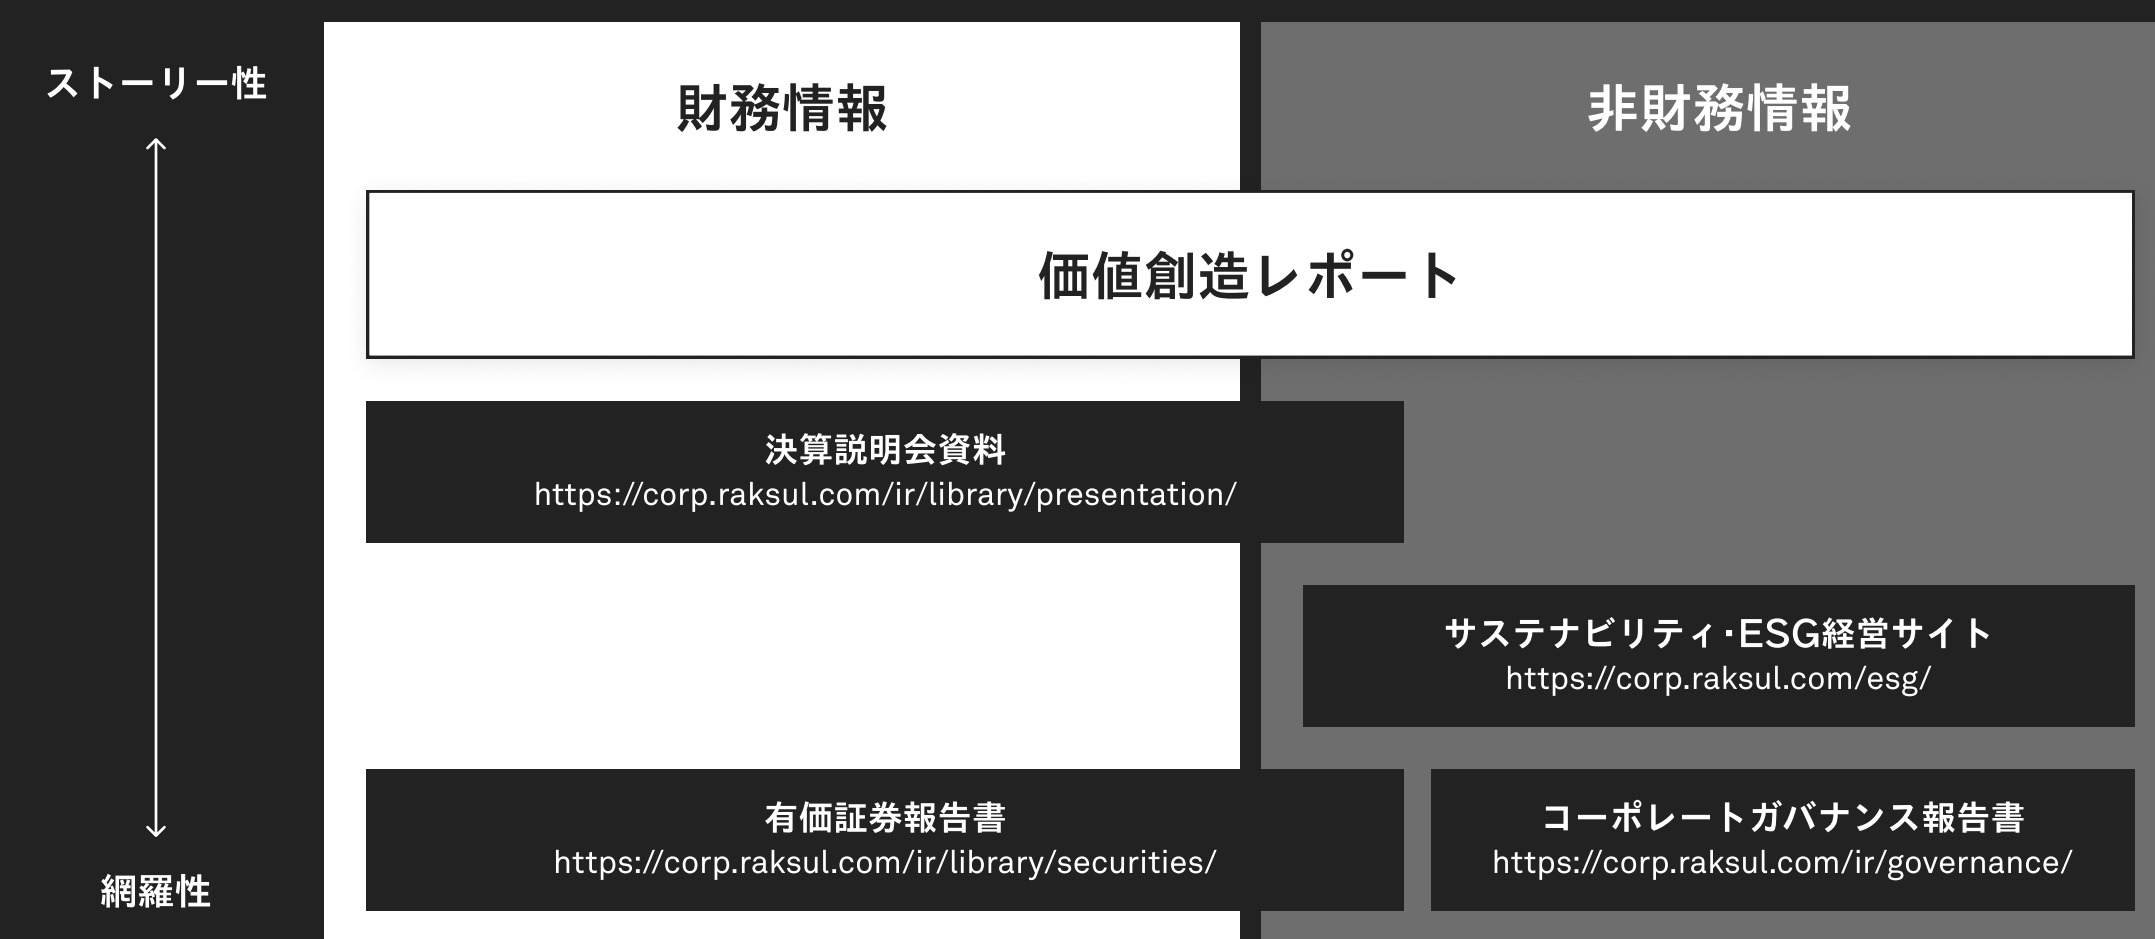 ストーリー性
網羅性
財務情報
非財務情報
価値創造レポート
決算説明会資料
https://corp.raksul.com/ir/library/presentation/
サステナビリティ･ESG経営サイト
https://corp.raksul.com/esg/
有価証券報告書
https://corp.raksul.com/ir/library/securities/
コーポレートガバナンス報告書
https://corp.raksul.com/ir/governance/